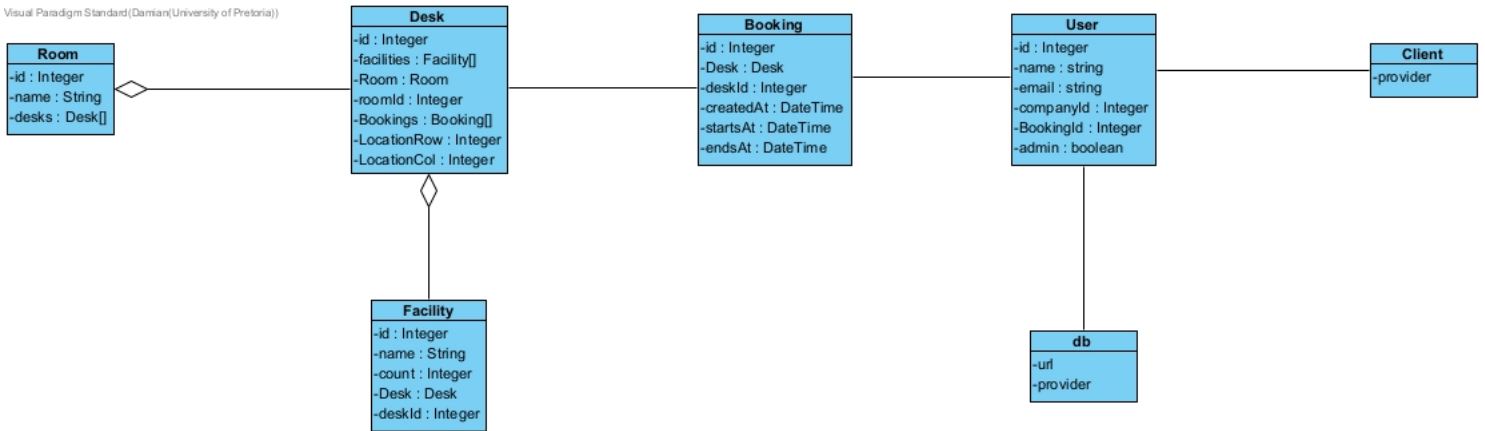 Visual Paradigm Standard(Damian(University of Pretoria))
Room
-id : Integer
-name : String
-desks : Desk[]
Desk
-id : Integer
-facilities : Facility[]
-Room : Room
-roomId : Integer
-Bookings : Booking[]
-LocationRow : Integer
-LocationCol : Integer
Booking
-id : Integer
-Desk : Desk
-deskId : Integer
-createdAt : DateTime
-startsAt : DateTime
-endsAt : DateTime
User
-id : Integer
-name : string
-email : string
-companyId : Integer
-BookingId : Integer
-admin : boolean
Client
-provider
Facility
-id : Integer
-name : String
-count : Integer
-Desk : Desk
-deskId : Integer
db
-url
-provider